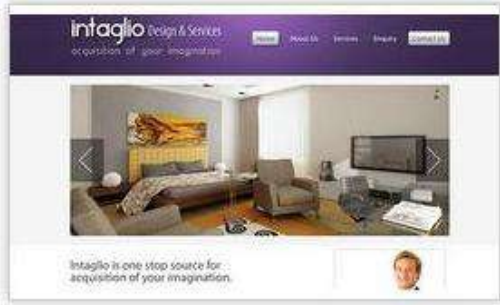 intaglio Design & Services
acquisition of your imagination
Home About Us Services Enquiry Contact Us
Intaglio is one stop source for
acquisition of your imagination.